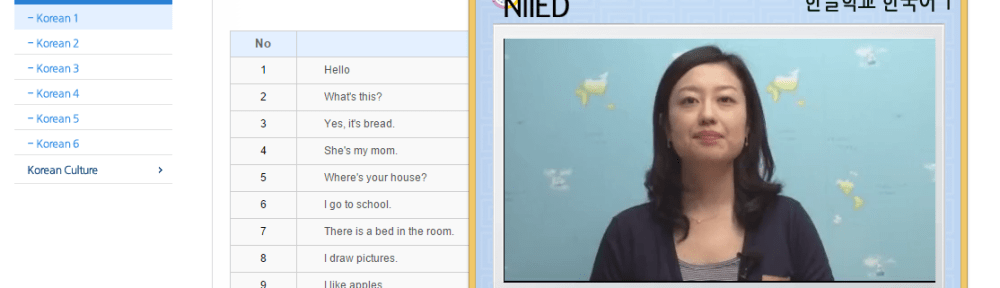 - Korean 1
- Korean 2
- Korean 3
- Korean 4
- Korean 5
- Korean 6
Korean Culture
No
1 Hello
2 What's this?
3 Yes, it's bread.
4 She's my mom.
5 Where's your house?
6 I go to school.
7 There is a bed in the room.
8 I draw pictures.
9 I like apples
NIIED
한글학교 한국어 1